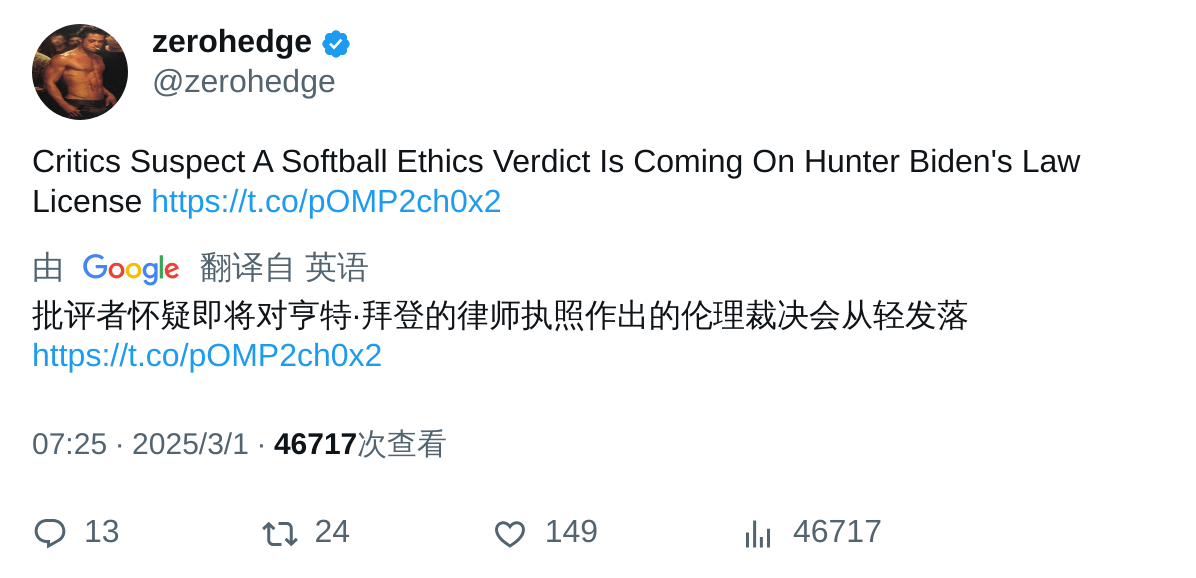 zerohedge
@zerohedge
Critics Suspect A Softball Ethics Verdict Is Coming On Hunter Biden's Law
License https://t.co/pOMP2ch0x2
由 Google 翻译自 英语
批评者怀疑即将对亨特·拜登的律师执照作出的伦理裁决会从轻发落
https://t.co/pOMP2ch0x2
07:25 · 2025/3/1 · 46717次查看
13 24 149 46717